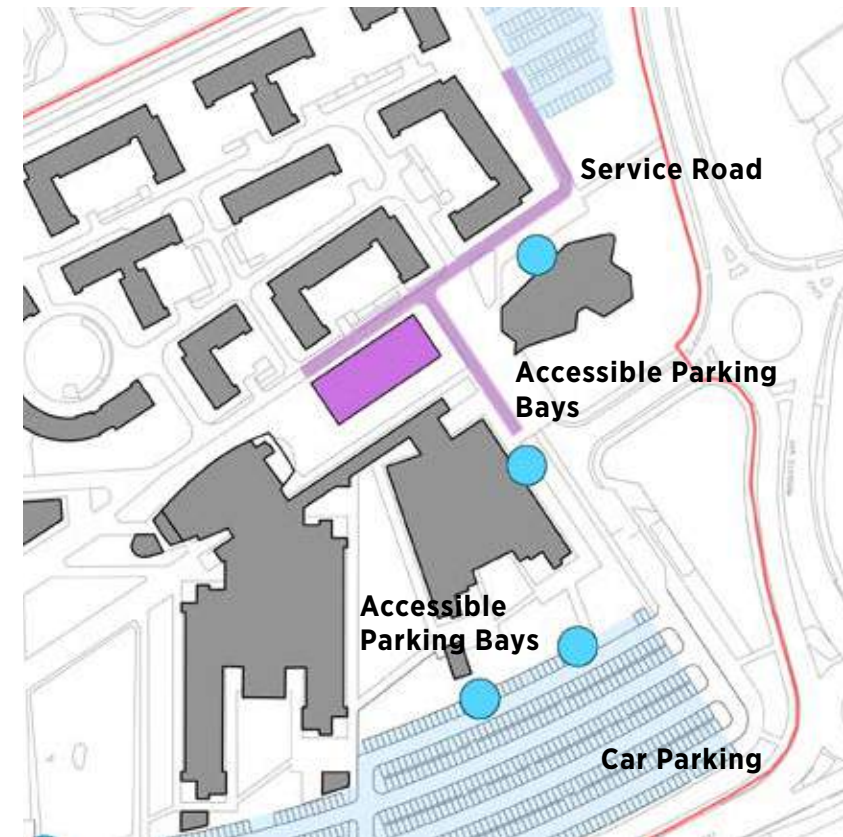 Service Road
Accessible Parking
Bays
Accessible
Parking Bays
Car Parking